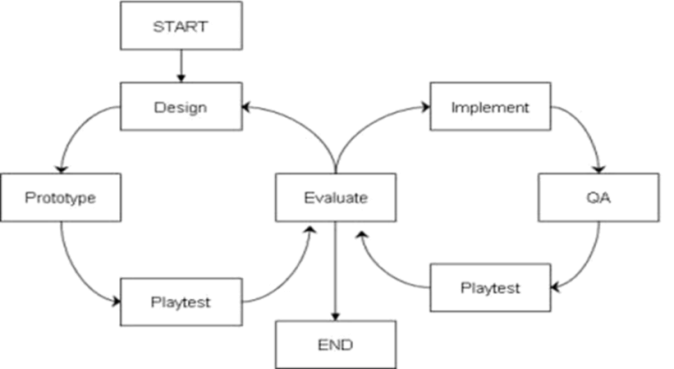 START
Design
Implement
Prototype
Evaluate
QA
Playtest
Playtest
END